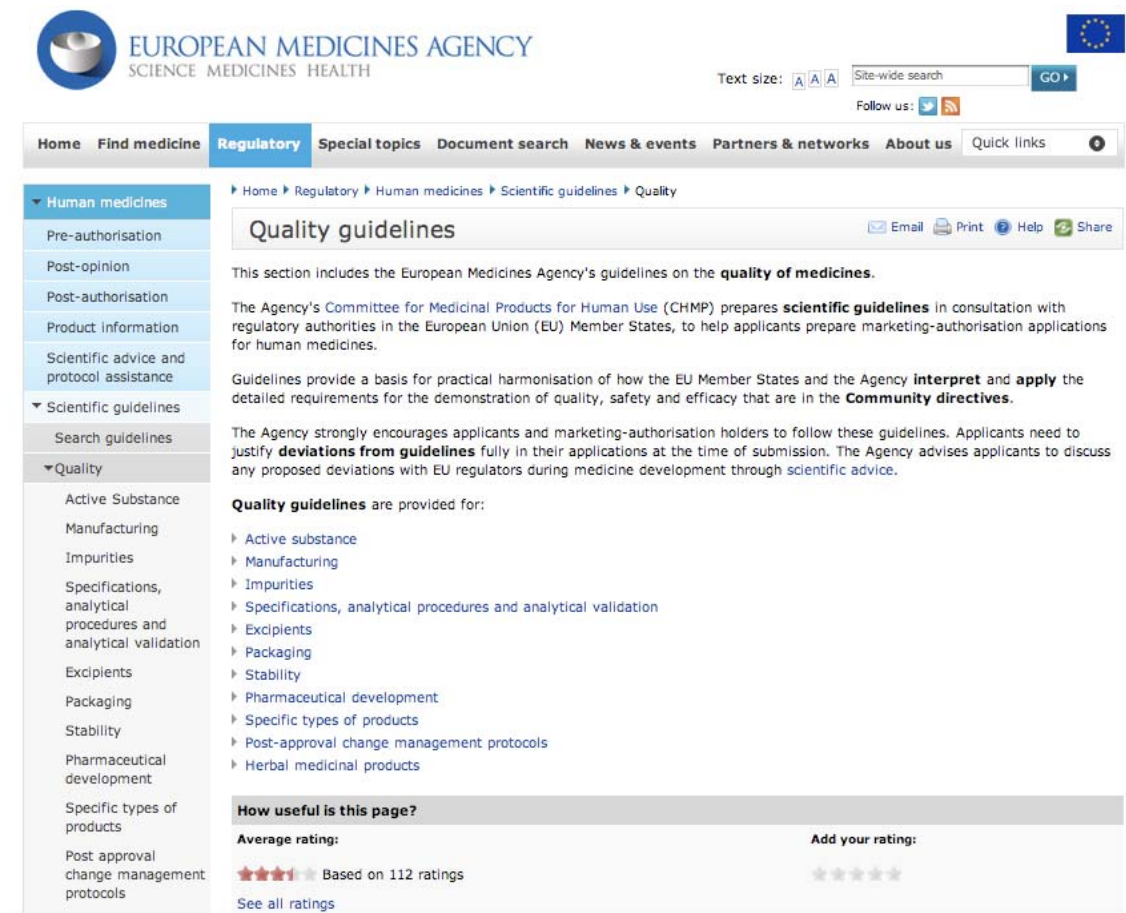 EUROPEAN MEDICINES AGENCY
SCIENCE MEDICINES HEALTH
Text size: A A A
Site-wide search
GO
Follow us:
Home Find medicine Regulatory Special topics Document search News & events Partners & networks About us Quick links
Human medicines
Pre-authorisation
Post-opinion
Post-authorisation
Product information
Scientific advice and
protocol assistance
Scientific guidelines
Search guidelines
Quality
Active Substance
Manufacturing
Impurities
Specifications,
analytical
procedures and
analytical validation
Excipients
Packaging
Stability
Pharmaceutical
development
Specific types of
products
Post approval
change management
protocols
Home Regulatory Human medicines Scientific guidelines Quality
Quality guidelines
Email Print Help Share
This section includes the European Medicines Agency's guidelines on the quality of medicines.
The Agency's Committee for Medicinal Products for Human Use (CHMP) prepares scientific guidelines in consultation with
regulatory authorities in the European Union (EU) Member States, to help applicants prepare marketing-authorisation applications
for human medicines.
Guidelines provide a basis for practical harmonisation of how the EU Member States and the Agency interpret and apply the
detailed requirements for the demonstration of quality, safety and efficacy that are in the Community directives.
The Agency strongly encourages applicants and marketing-authorisation holders to follow these guidelines. Applicants need to
justify deviations from guidelines fully in their applications at the time of submission. The Agency advises applicants to discuss
any proposed deviations with EU regulators during medicine development through scientific advice.
Quality guidelines are provided for:
Active substance
Manufacturing
Impurities
Specifications, analytical procedures and analytical validation
Excipients
Packaging
Stability
Pharmaceutical development
Specific types of products
Post-approval change management protocols
Herbal medicinal products
How useful is this page?
Average rating:
Add your rating:
Based on 112 ratings
See all ratings